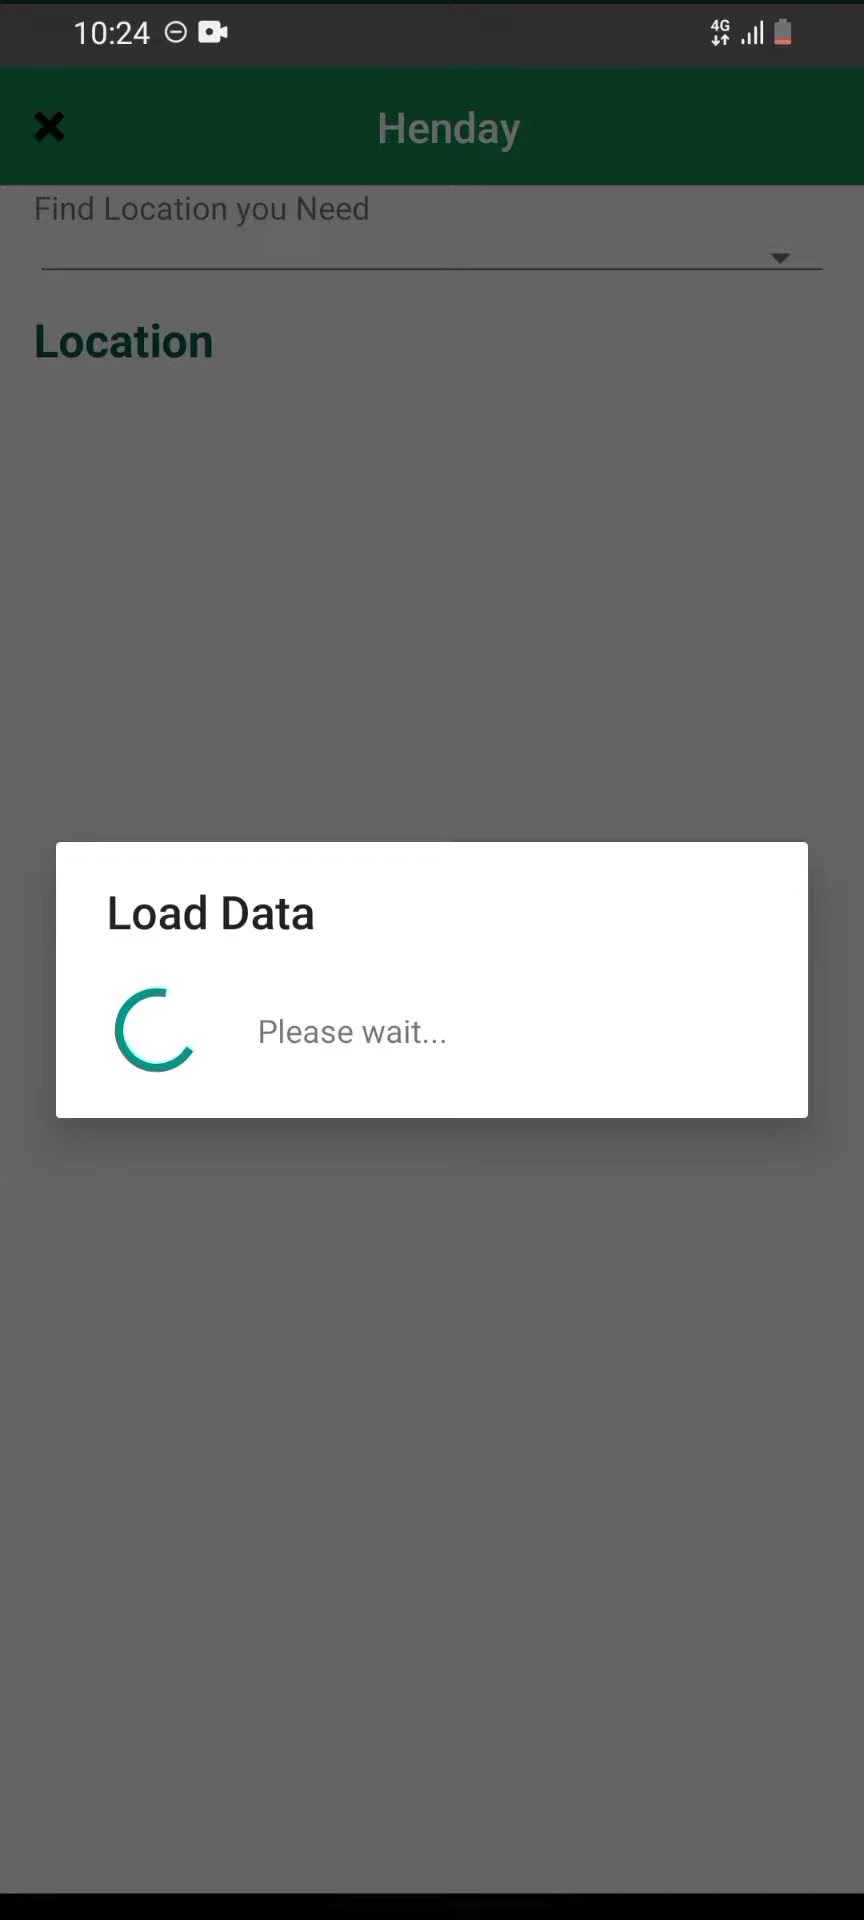 10:24
4G
Henday
Find Location you Need
Location
Load Data
Please wait...